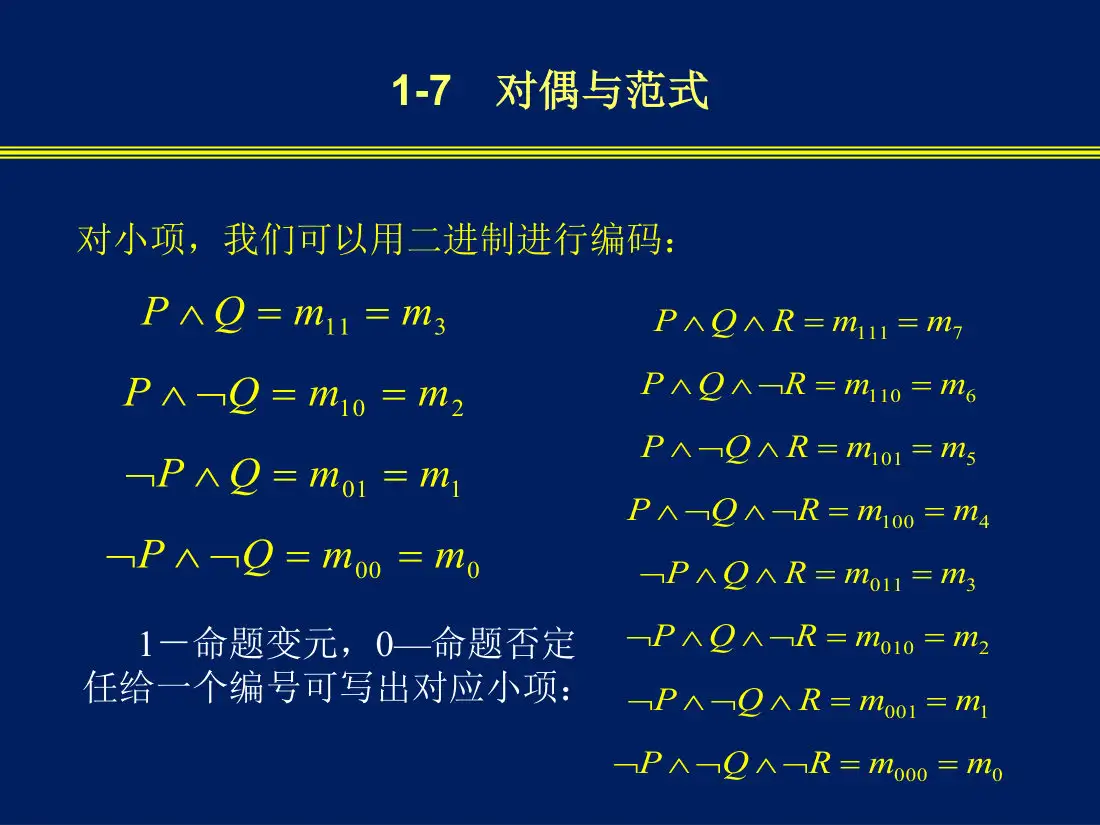 1-7 对偶与范式
对小项，我们可以用二进制进行编码：
P ∧ Q = m₁₁ = m₃
P ∧ ¬Q = m₁₀ = m₂
¬P ∧ Q = m₀₁ = m₁
¬P ∧ ¬Q = m₀₀ = m₀
1－命题变元，0—命题否定
任给一个编号可写出对应小项：
P ∧ Q ∧ R = m₁₁₁ = m₇
P ∧ Q ∧ ¬R = m₁₁₀ = m₆
P ∧ ¬Q ∧ R = m₁₀₁ = m₅
P ∧ ¬Q ∧ ¬R = m₁₀₀ = m₄
¬P ∧ Q ∧ R = m₀₁₁ = m₃
¬P ∧ Q ∧ ¬R = m₀₁₀ = m₂
¬P ∧ ¬Q ∧ R = m₀₀₁ = m₁
¬P ∧ ¬Q ∧ ¬R = m₀₀₀ = m₀